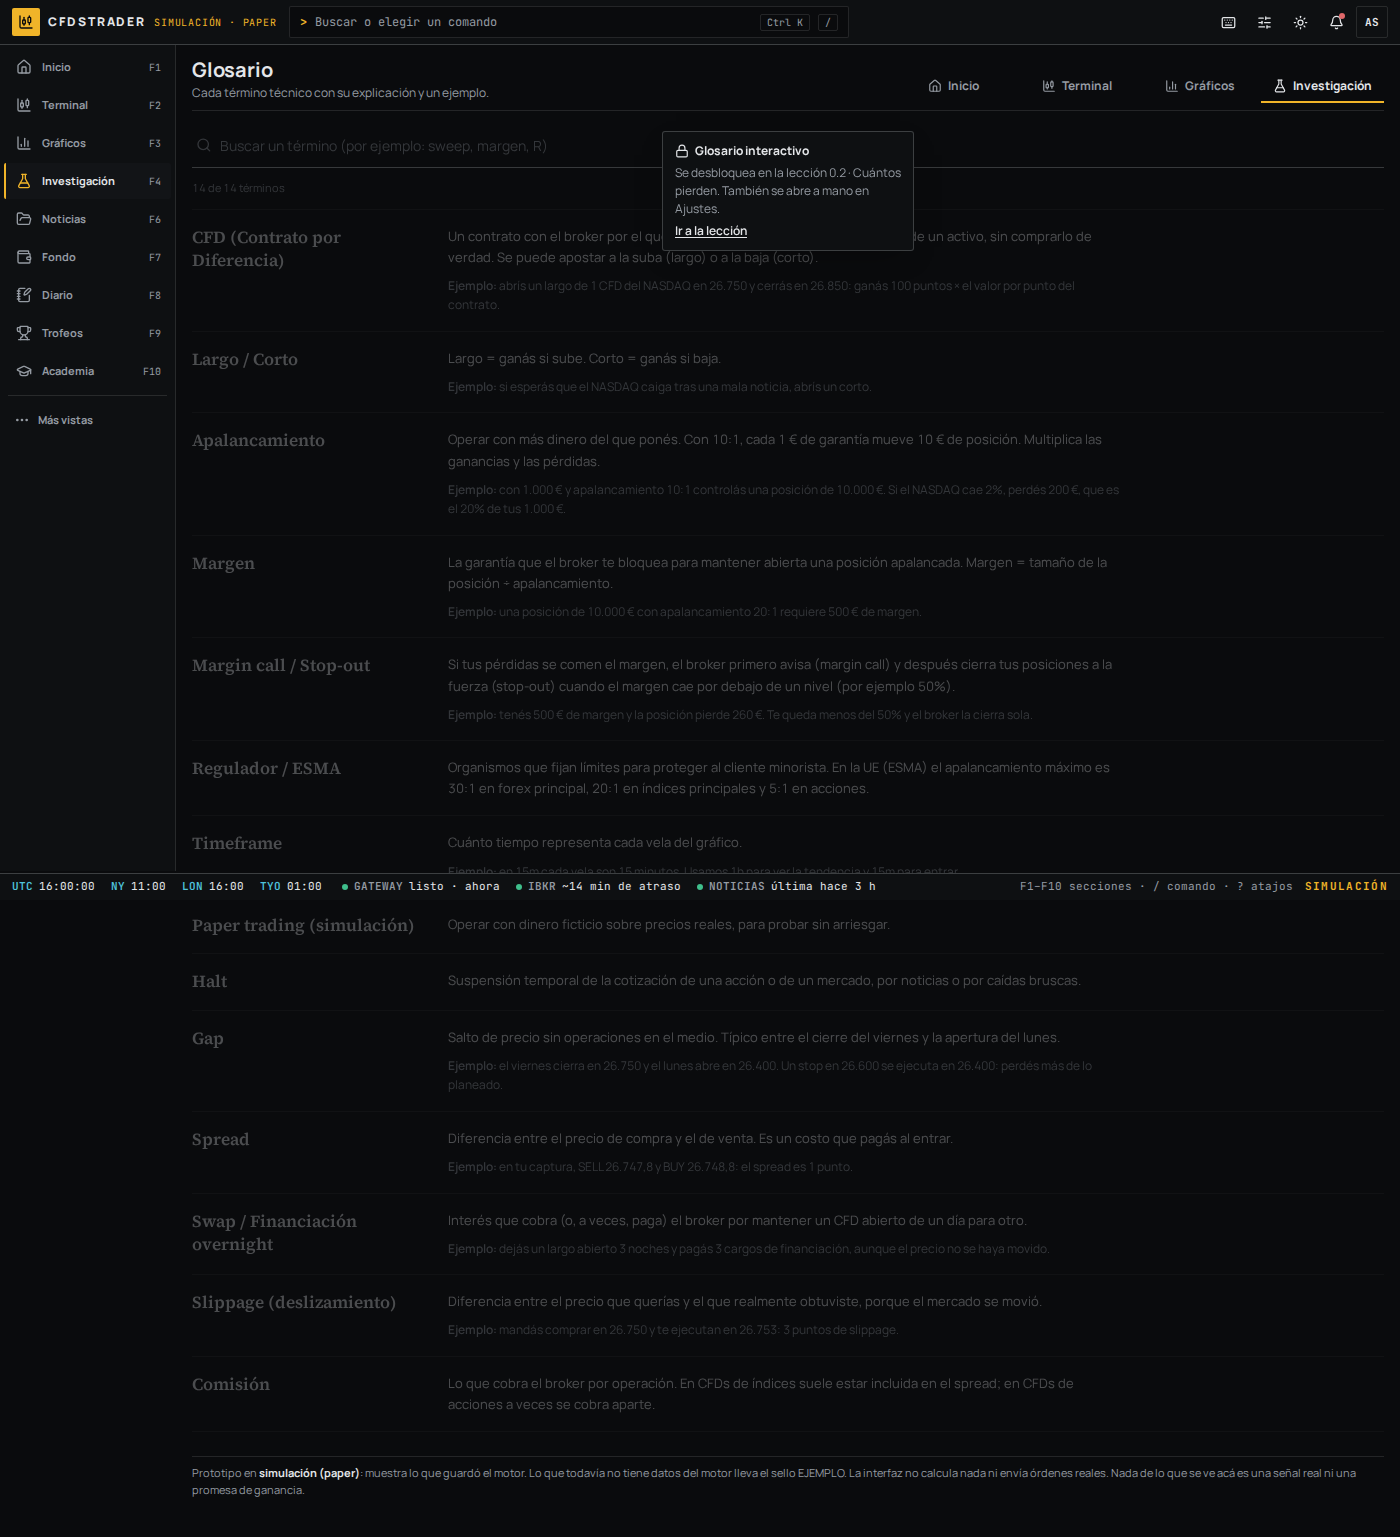 CFDSTRADER SIMULACIÓN · PAPER
> Buscar o elegir un comando Ctrl K /
AS
Inicio F1
Terminal F2
Gráficos F3
Investigación F4
Noticias F6
Fondo F7
Diario F8
Trofeos F9
Academia F10
Más vistas
Glosario
Cada término técnico con su explicación y un ejemplo.
Inicio Terminal Gráficos Investigación
Buscar un término (por ejemplo: sweep, margen, R)
14 de 14 términos
Glosario interactivo
Se desbloquea en la lección 0.2 · Cuántos
pierden. También se abre a mano en
Ajustes.
Ir a la lección
CFD (Contrato por
Diferencia)
Un contrato con el broker por el que
de un activo, sin comprarlo de
verdad. Se puede apostar a la suba (largo) o a la baja (corto).
Ejemplo: abrís un largo de 1 CFD del NASDAQ en 26.750 y cerrás en 26.850: ganás 100 puntos × el valor por punto del
contrato.
Largo / Corto
Largo = ganás si sube. Corto = ganás si baja.
Ejemplo: si esperás que el NASDAQ caiga tras una mala noticia, abrís un corto.
Apalancamiento
Operar con más dinero del que ponés. Con 10:1, cada 1 € de garantía mueve 10 € de posición. Multiplica las
ganancias y las pérdidas.
Ejemplo: con 1.000 € y apalancamiento 10:1 controlás una posición de 10.000 €. Si el NASDAQ cae 2%, perdés 200 €, que es
el 20% de tus 1.000 €.
Margen
La garantía que el broker te bloquea para mantener abierta una posición apalancada. Margen = tamaño de la
posición ÷ apalancamiento.
Ejemplo: una posición de 10.000 € con apalancamiento 20:1 requiere 500 € de margen.
Margin call / Stop-out
Si tus pérdidas se comen el margen, el broker primero avisa (margin call) y después cierra tus posiciones a la
fuerza (stop-out) cuando el margen cae por debajo de un nivel (por ejemplo 50%).
Ejemplo: tenés 500 € de margen y la posición pierde 260 €. Te queda menos del 50% y el broker la cierra sola.
Regulador / ESMA
Organismos que fijan límites para proteger al cliente minorista. En la UE (ESMA) el apalancamiento máximo es
30:1 en forex principal, 20:1 en índices principales y 5:1 en acciones.
Timeframe
Cuánto tiempo representa cada vela del gráfico.
Ejemplo: en 15m cada vela son 15 minutos. Usamos 1h para ver la tendencia y 15m para entrar.
UTC 16:00:00 NY 11:00 LON 16:00 TYO 01:00 GATEWAY listo · ahora IBKR ~14 min de atraso NOTICIAS última hace 3 h F1–F10 secciones · / comando · ? atajos SIMULACIÓN
Paper trading (simulación)
Operar con dinero ficticio sobre precios reales, para probar sin arriesgar.
Halt
Suspensión temporal de la cotización de una acción o de un mercado, por noticias o por caídas bruscas.
Gap
Salto de precio sin operaciones en el medio. Típico entre el cierre del viernes y la apertura del lunes.
Ejemplo: el viernes cierra en 26.750 y el lunes abre en 26.400. Un stop en 26.600 se ejecuta en 26.400: perdés más de lo
planeado.
Spread
Diferencia entre el precio de compra y el de venta. Es un costo que pagás al entrar.
Ejemplo: en tu captura, SELL 26.747,8 y BUY 26.748,8: el spread es 1 punto.
Swap / Financiación
overnight
Interés que cobra (o, a veces, paga) el broker por mantener un CFD abierto de un día para otro.
Ejemplo: dejás un largo abierto 3 noches y pagás 3 cargos de financiación, aunque el precio no se haya movido.
Slippage (deslizamiento)
Diferencia entre el precio que querías y el que realmente obtuviste, porque el mercado se movió.
Ejemplo: mandás comprar en 26.750 y te ejecutan en 26.753: 3 puntos de slippage.
Comisión
Lo que cobra el broker por operación. En CFDs de índices suele estar incluida en el spread; en CFDs de
acciones a veces se cobra aparte.
Prototipo en simulación (paper): muestra lo que guardó el motor. Lo que todavía no tiene datos del motor lleva el sello EJEMPLO. La interfaz no calcula nada ni envía órdenes reales. Nada de lo que se ve acá es una señal real ni una
promesa de ganancia.